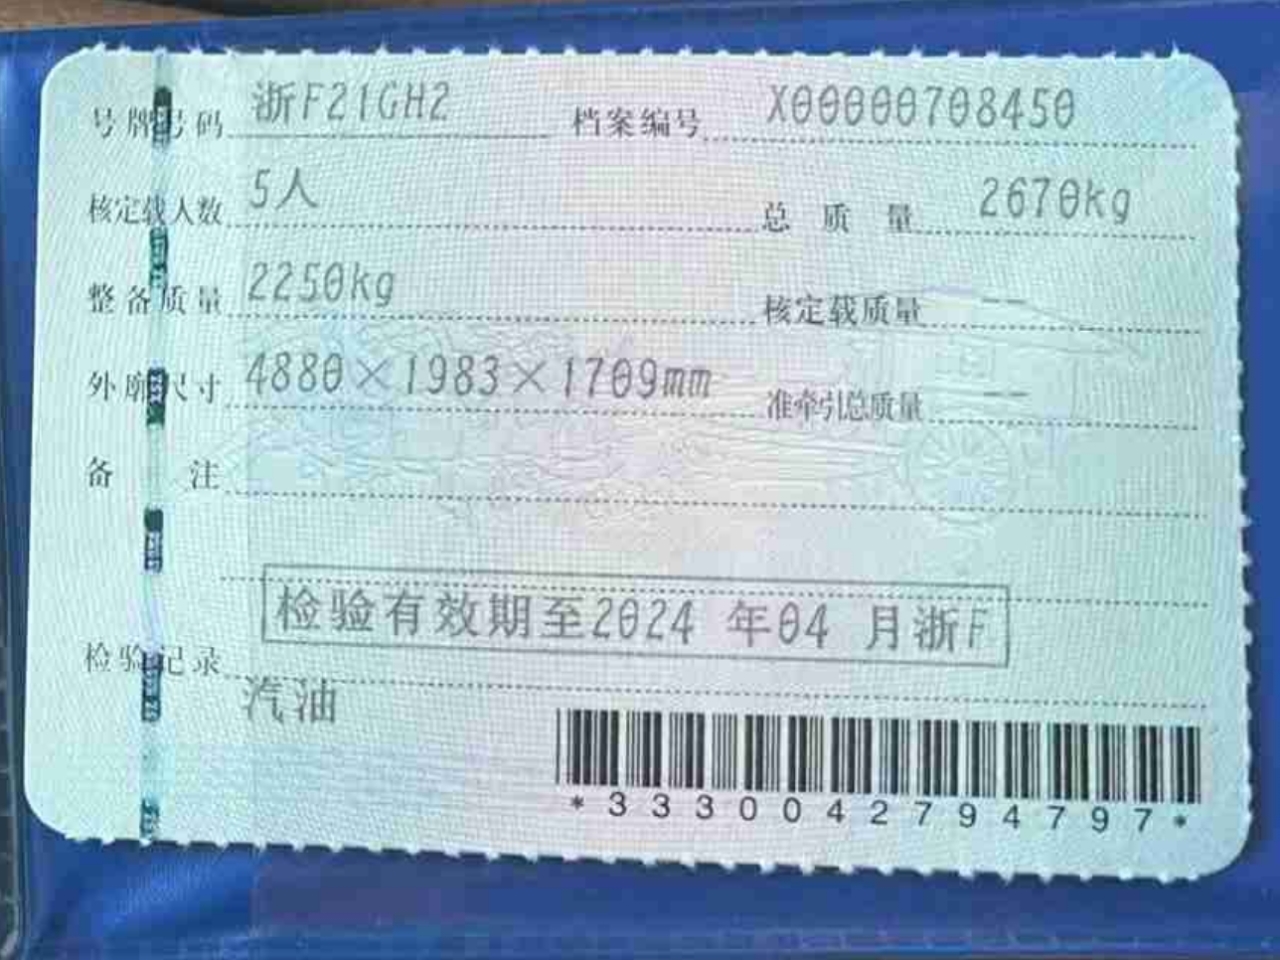 号牌号码 浙F21GH2 档案编号 X00000708450
核定载人数 5人 总质量 2670kg
整备质量 2250kg 核定载质量 --
外廓尺寸 4880×1983×1709mm 准牵引总质量 --
备注
检验有效期至2024 年04 月浙F
检验记录
汽油
*3330042794797*